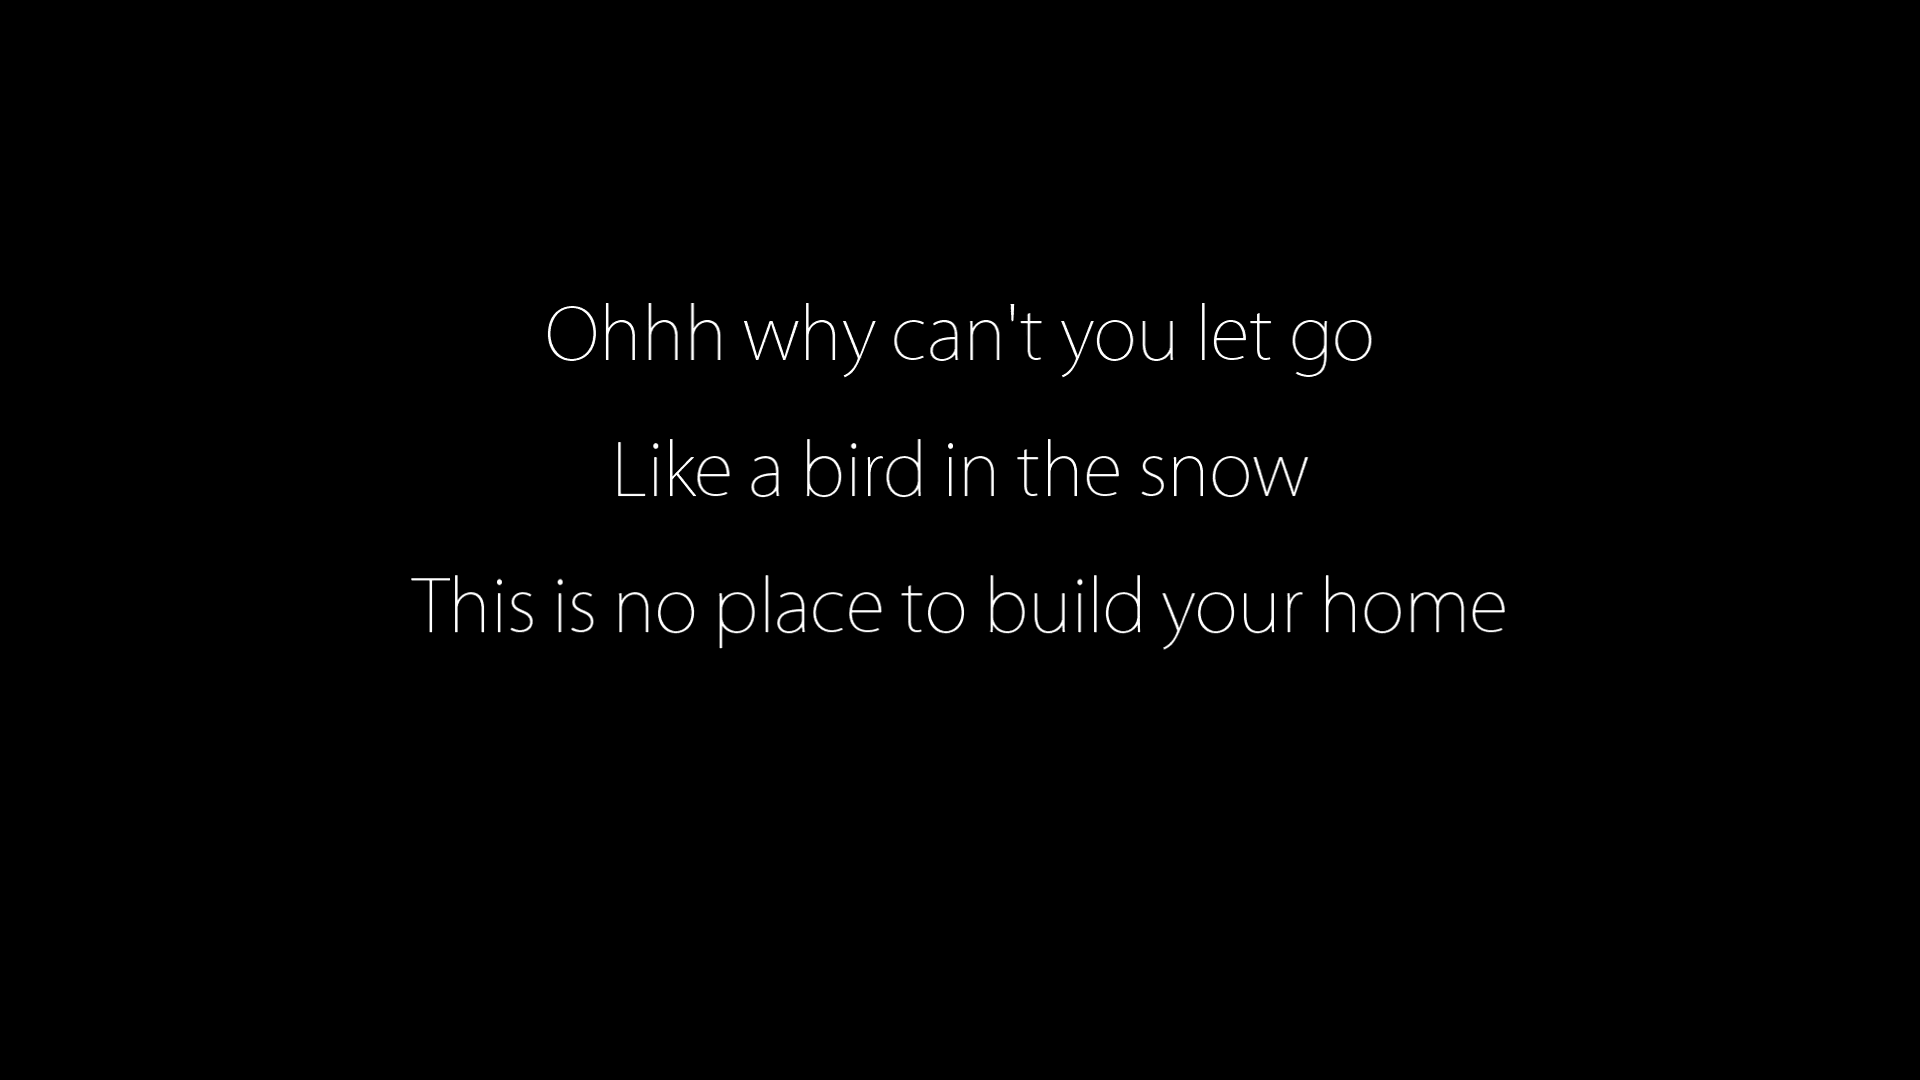 Ohhh why can't you let go
Like a bird in the snow
This is no place to build your home